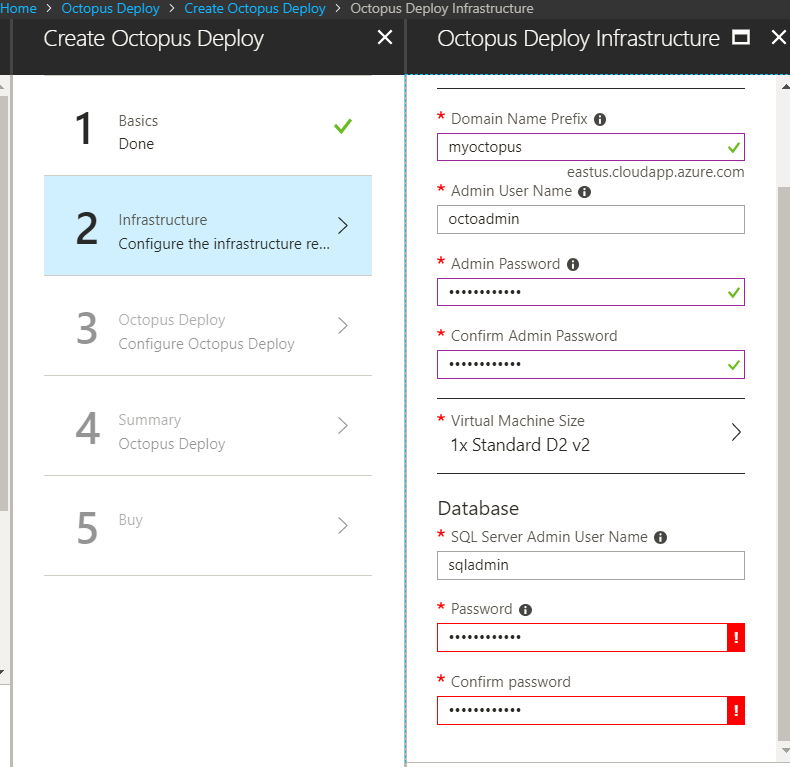 Home > Octopus Deploy > Create Octopus Deploy > Octopus Deploy Infrastructure
Create Octopus Deploy
1
Basics
Done
2
Infrastructure
Configure the infrastructure re...
3
Octopus Deploy
Configure Octopus Deploy
4
Summary
Octopus Deploy
5
Buy
Octopus Deploy Infrastructure
* Domain Name Prefix
myoctopus
eastus.cloudapp.azure.com
* Admin User Name
octoadmin
* Admin Password
••••••••••••
* Confirm Admin Password
••••••••••••
* Virtual Machine Size
1x Standard D2 v2
Database
* SQL Server Admin User Name
sqladmin
* Password
•••••••••••• !
* Confirm password
•••••••••••• !